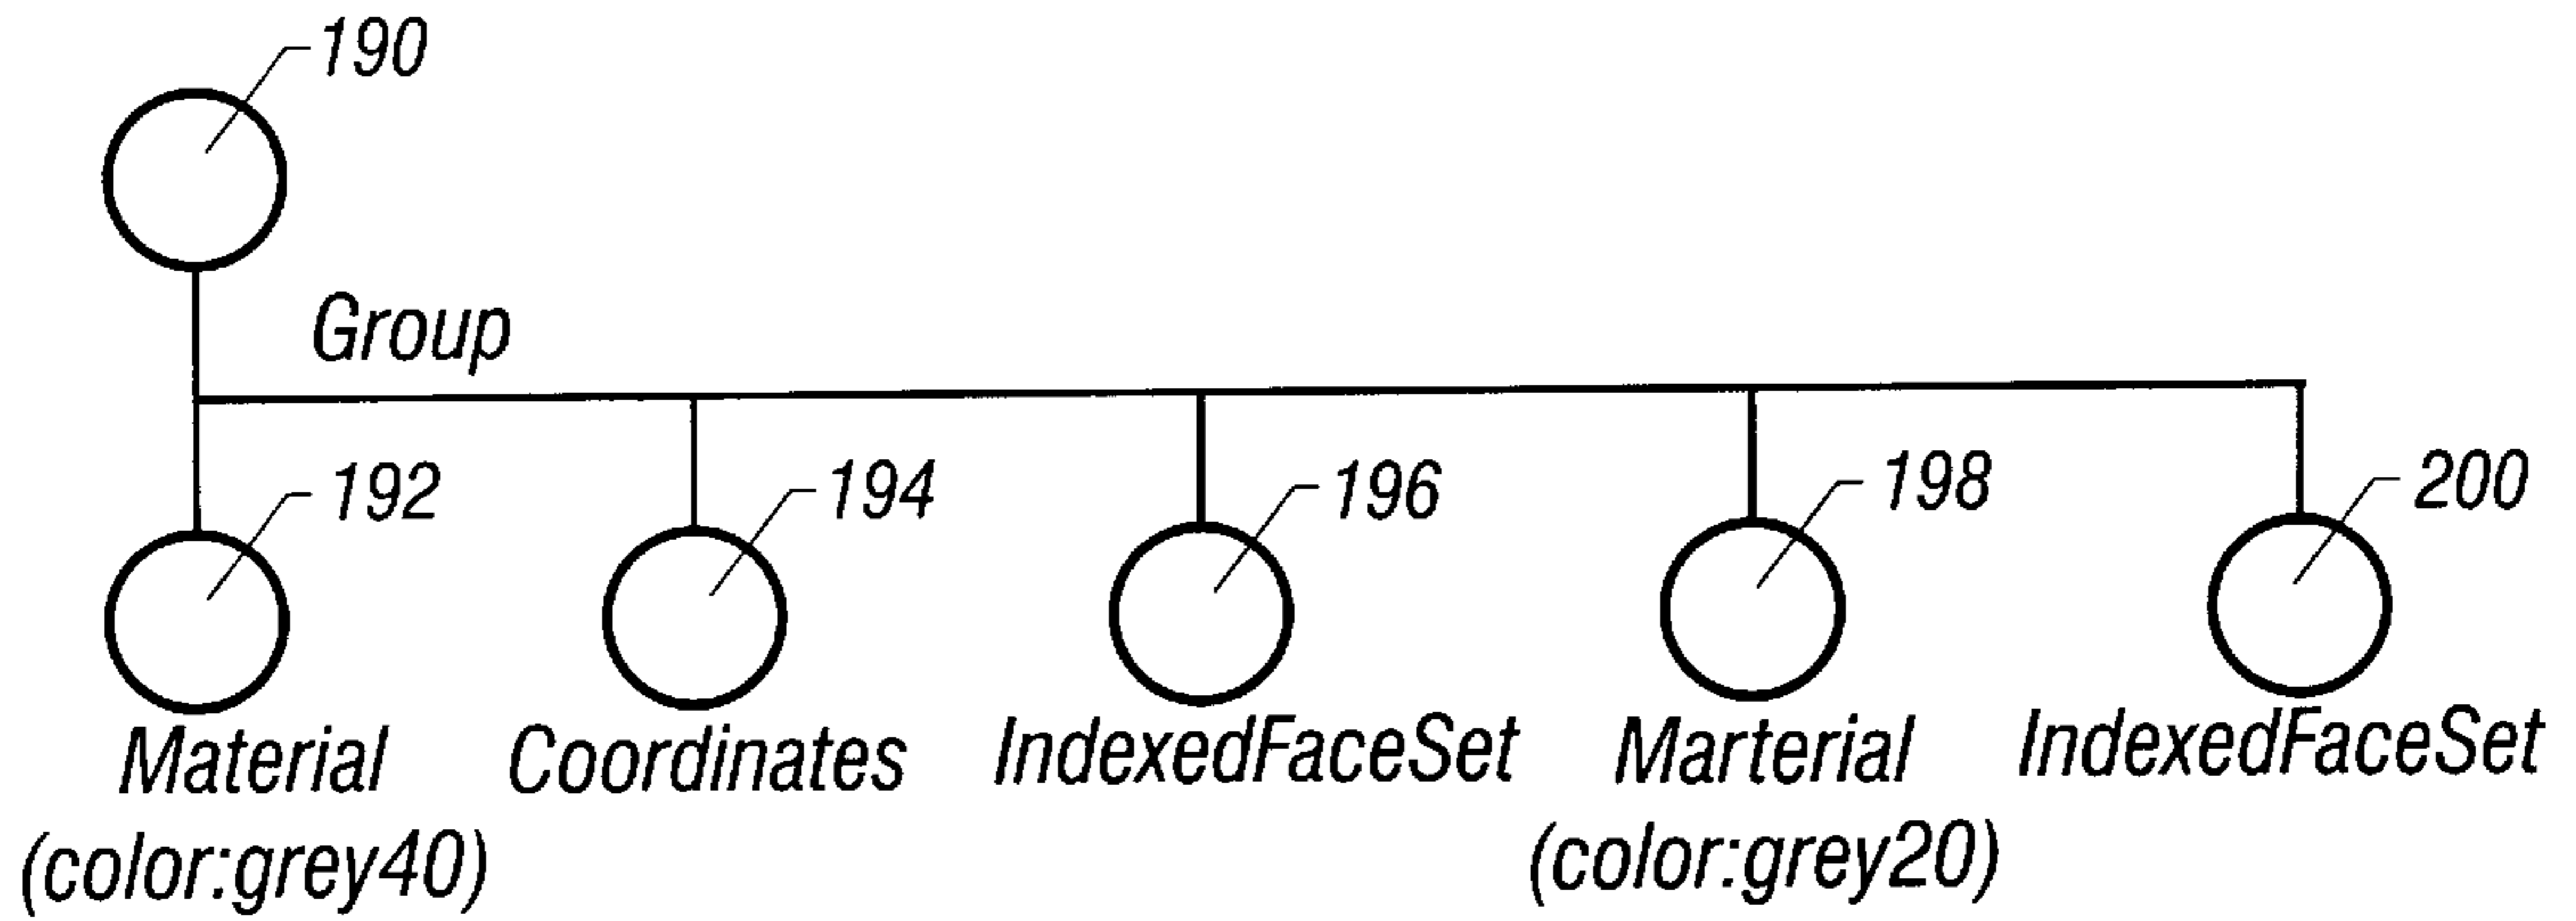 190
Group
192
194
196
198
200
Material
(color:grey40)
Coordinates
IndexedFaceSet
Marterial
(color:grey20)
IndexedFaceSet